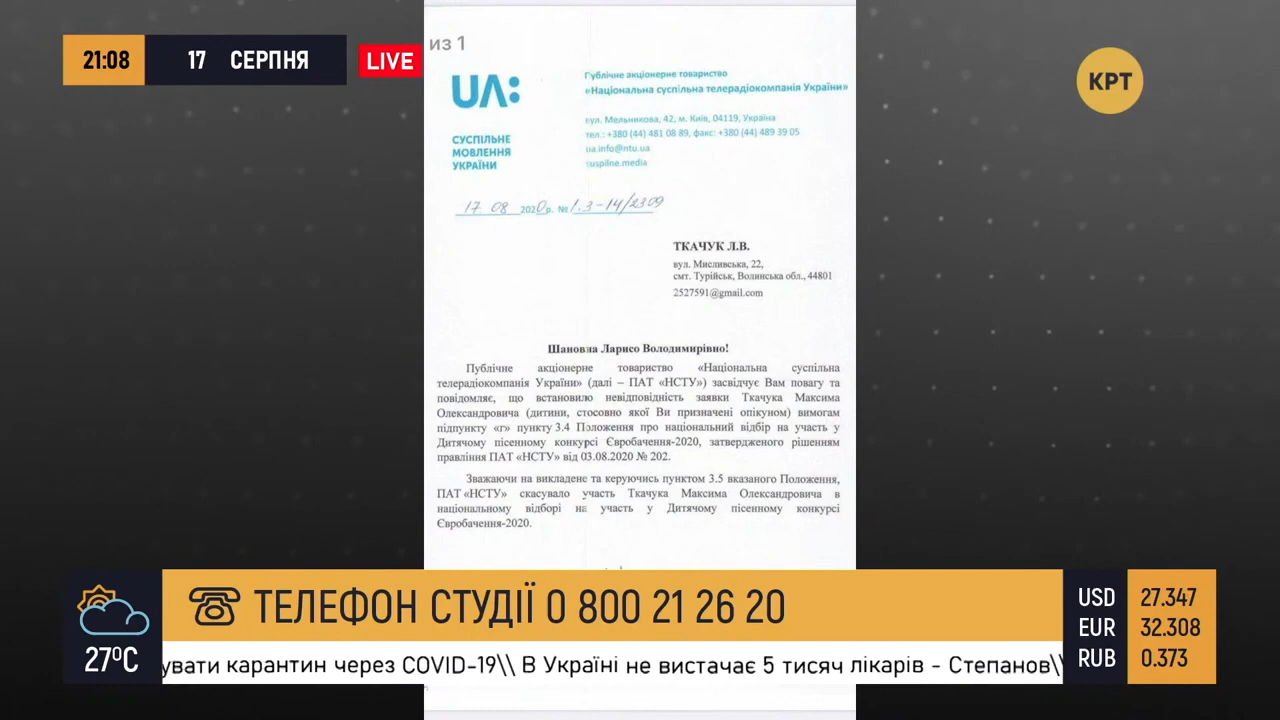 21:08
17 СЕРПНЯ
LIVE
из 1
КРТ
UA:
СУСПІЛЬНЕ
МОВЛЕННЯ
УКРАЇНИ
Публічне акціонерне товариство
«Національна суспільна телерадіокомпанія України»
вул. Мельникова, 42, м. Київ, 04119, Україна
тел.: +380 (44) 481 08 89, факс: +380 (44) 489 39 05
ua.info@ntu.ua
suspilne.media
17 08 2020р. № 1.3-14/2309
ТКАЧУК Л.В.
вул. Мисливська, 22,
смт. Турійськ, Волинська обл., 44801
2527591@gmail.com
Шановна Ларисо Володимирівно!
Публічне акціонерне товариство «Національна суспільна
телерадіокомпанія України» (далі – ПАТ «НСТУ») засвідчує Вам повагу та
повідомляє, що встановило невідповідність заявки Ткачука Максима
Олександровича (дитини, стосовно якої Ви призначені опікуном) вимогам
підпункту «г» пункту 3.4 Положення про національний відбір на участь у
Дитячому пісенному конкурсі Євробачення-2020, затвердженого рішенням
правління ПАТ «НСТУ» від 03.08.2020 № 202.
Зважаючи на викладене та керуючись пунктом 3.5 вказаного Положення,
ПАТ «НСТУ» скасувало участь Ткачука Максима Олександровича в
національному відборі на участь у Дитячому пісенному конкурсі
Євробачення-2020.
ТЕЛЕФОН СТУДІЇ 0 800 21 26 20
USD 27.347
EUR 32.308
RUB 0.373
27°C
увати карантин через COVID-19\\ В Україні не вистачає 5 тисяч лікарів - Степанов\\